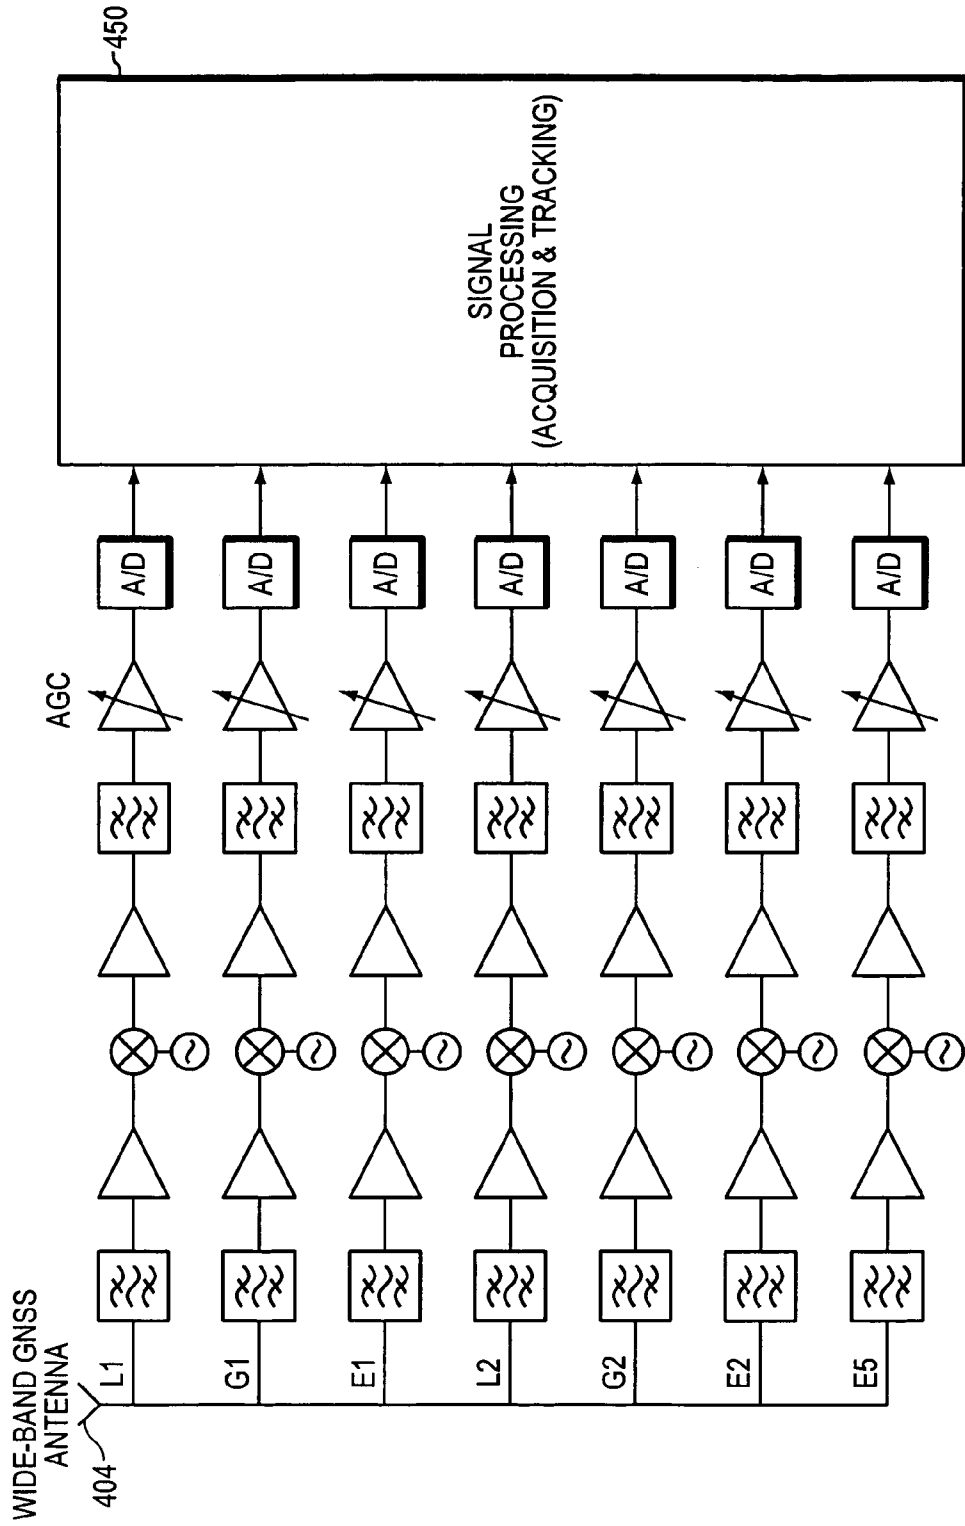 WIDE-BAND GNSS
ANTENNA
404
L1
G1
E1
L2
G2
E2
E5
AGC
A/D
A/D
A/D
A/D
A/D
A/D
A/D
SIGNAL
PROCESSING
(ACQUISITION & TRACKING)
450